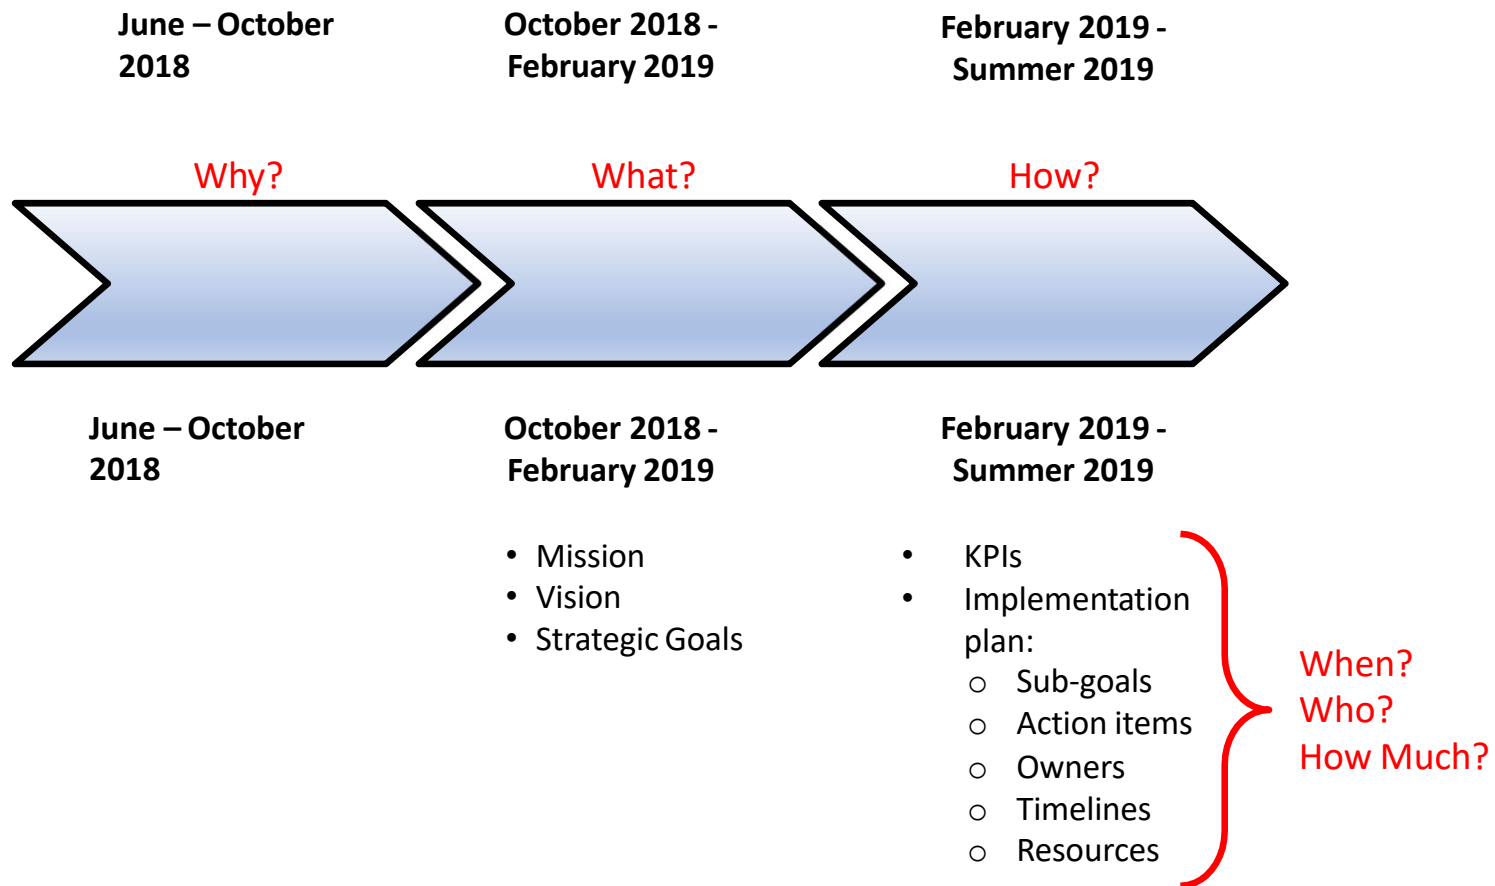 June – October
2018
October 2018 -
February 2019
February 2019 -
Summer 2019
Why?
What?
How?
June – October
2018
October 2018 -
February 2019
• Mission
• Vision
• Strategic Goals
February 2019 -
Summer 2019
• KPIs
• Implementation
plan:
o Sub-goals
o Action items
o Owners
o Timelines
o Resources
When?
Who?
How Much?